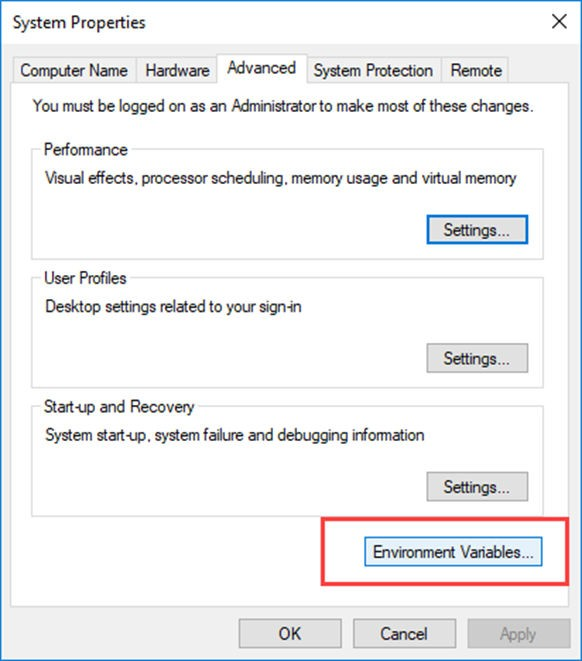 System Properties
Computer Name Hardware Advanced System Protection Remote
You must be logged on as an Administrator to make most of these changes.
Performance
Visual effects, processor scheduling, memory usage and virtual memory
Settings...
User Profiles
Desktop settings related to your sign-in
Settings...
Start-up and Recovery
System start-up, system failure and debugging information
Settings...
Environment Variables...
OK Cancel Apply